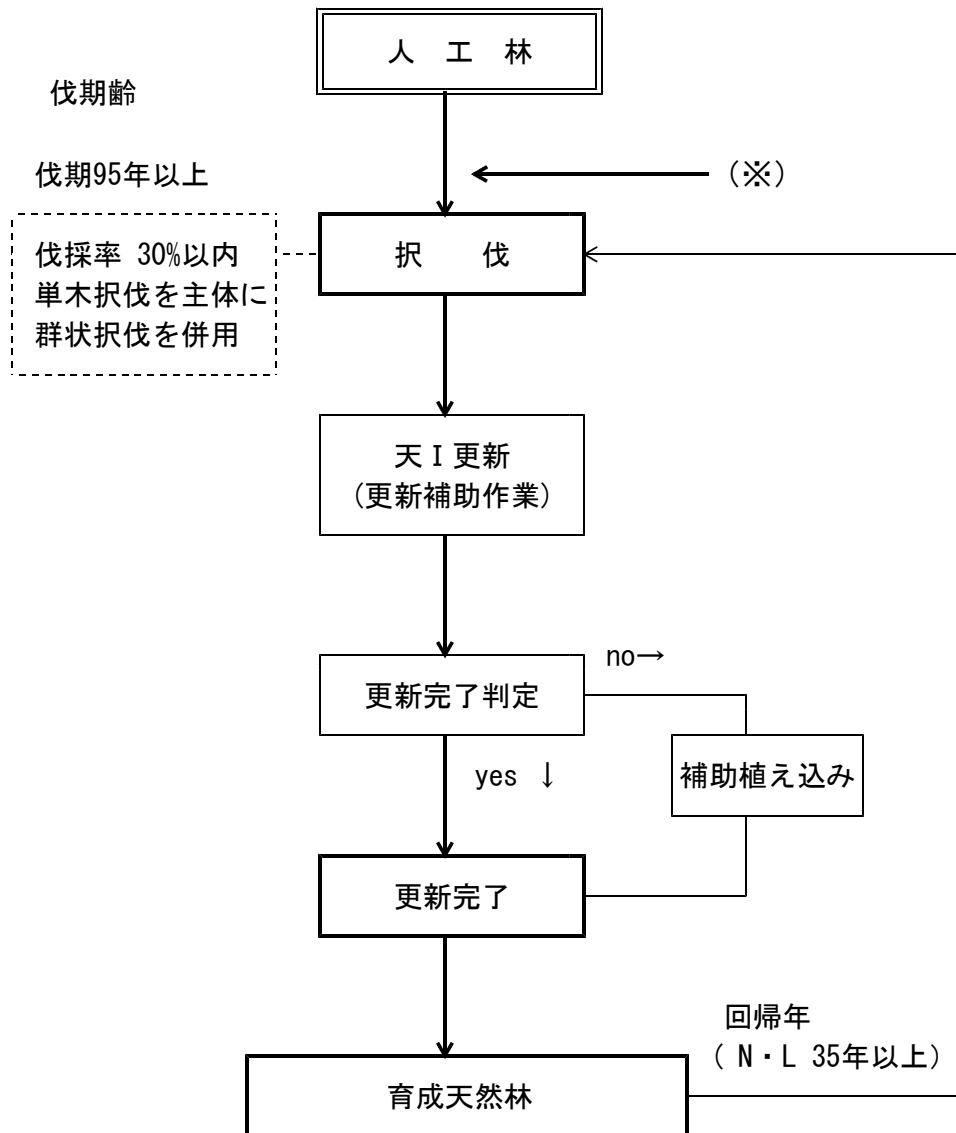 人 工 林
伐期齢
伐期95年以上
(※)
択 伐
伐採率 30%以内
単木択伐を主体に
群状択伐を併用
天Ⅰ更新
(更新補助作業)
no→
更新完了判定
yes ↓
補助植え込み
更新完了
回帰年
( N・L 35年以上)
育成天然林